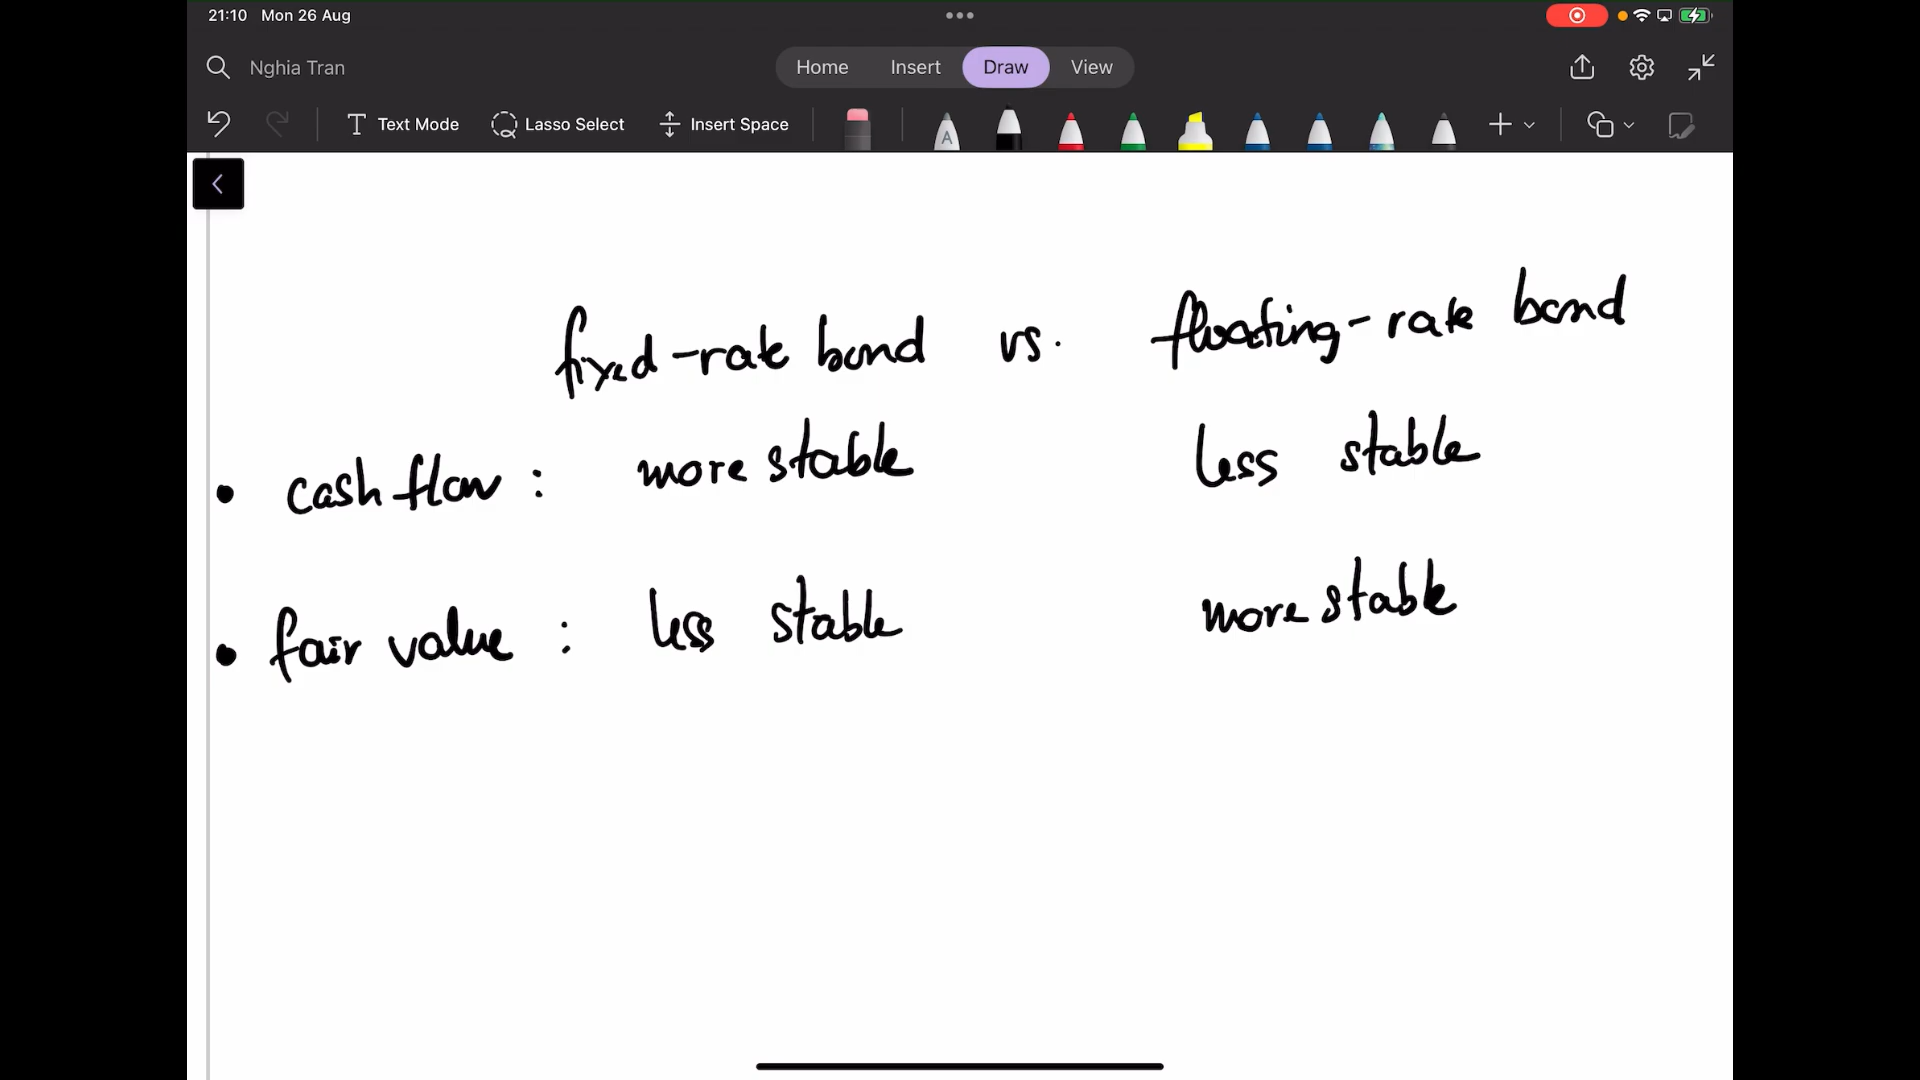 21:10 Mon 26 Aug
Nghia Tran
Home Insert Draw View
Text Mode Lasso Select Insert Space
A
fixed-rate bond vs. floating-rate bond
• cash flow : more stable less stable
• fair value : less stable more stable